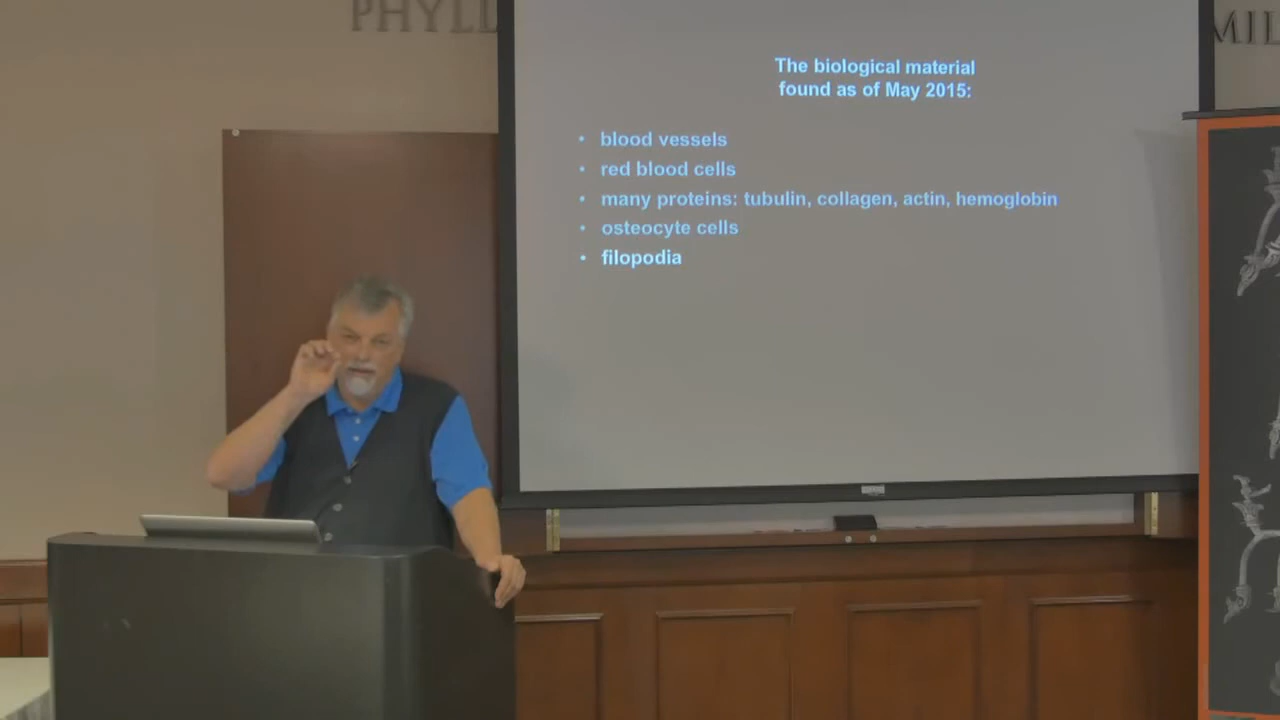 PHYLL
MIL
The biological material
found as of May 2015:
• blood vessels
• red blood cells
• many proteins: tubulin, collagen, actin, hemoglobin
• osteocyte cells
• filopodia